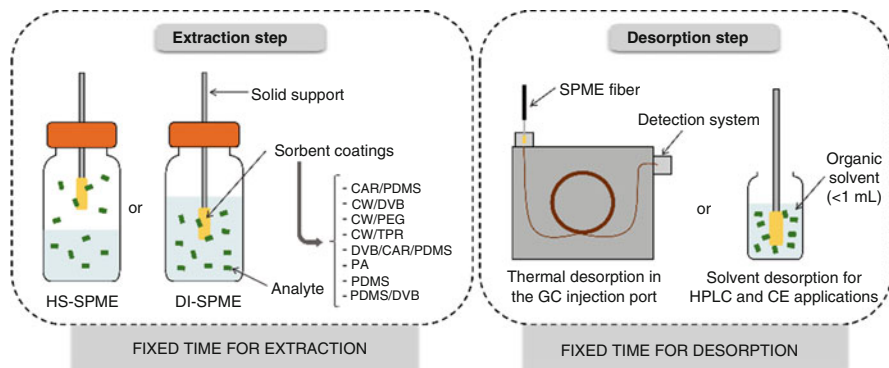 Extraction step
Solid support
Sorbent coatings
or
- CAR/PDMS
- CW/DVB
- CW/PEG
- CW/TPR
- DVB/CAR/PDMS
- PA
- PDMS
- PDMS/DVB
Analyte
HS-SPME
DI-SPME
FIXED TIME FOR EXTRACTION
Desorption step
SPME fiber
Detection system
Organic
solvent
(<1 mL)
or
Thermal desorption in
the GC injection port
Solvent desorption for
HPLC and CE applications
FIXED TIME FOR DESORPTION